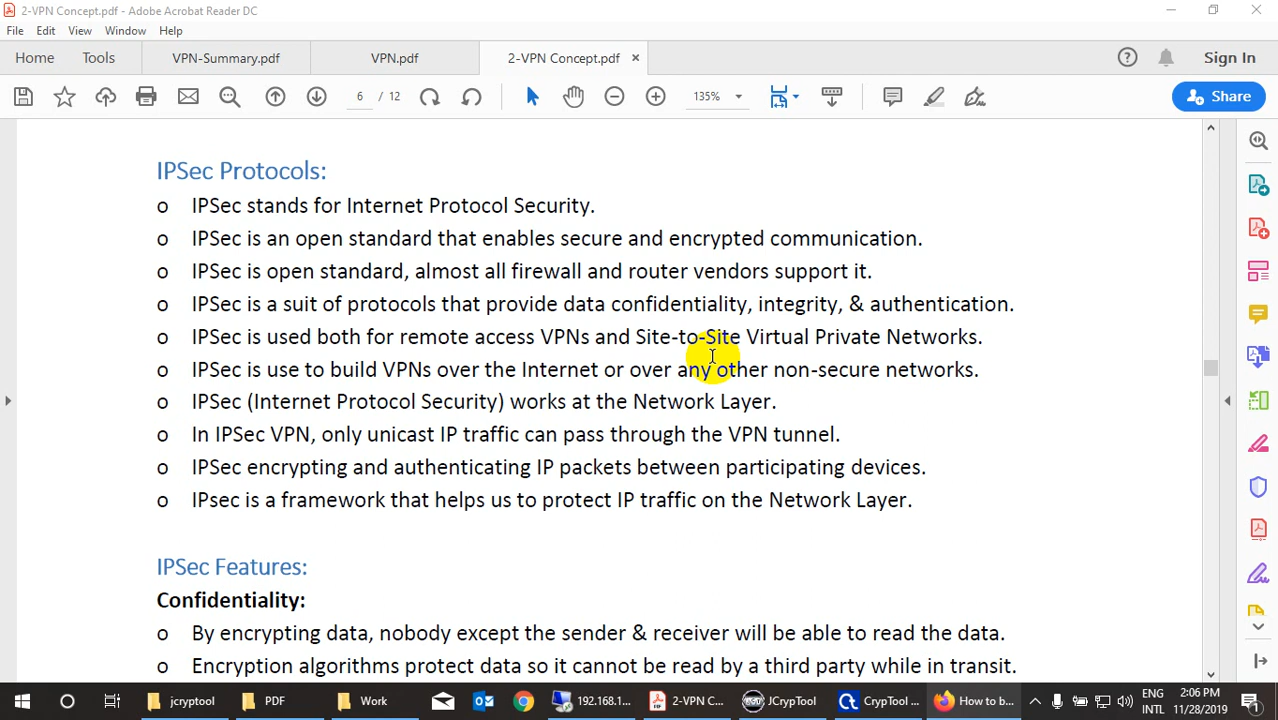 2-VPN Concept.pdf - Adobe Acrobat Reader DC
File Edit View Window Help
Home Tools VPN-Summary.pdf VPN.pdf 2-VPN Concept.pdf × Sign In
6 / 12 135% Share
IPSec Protocols:
o IPSec stands for Internet Protocol Security.
o IPSec is an open standard that enables secure and encrypted communication.
o IPSec is open standard, almost all firewall and router vendors support it.
o IPSec is a suit of protocols that provide data confidentiality, integrity, & authentication.
o IPSec is used both for remote access VPNs and Site-to-Site Virtual Private Networks.
o IPSec is use to build VPNs over the Internet or over any other non-secure networks.
o IPSec (Internet Protocol Security) works at the Network Layer.
o In IPSec VPN, only unicast IP traffic can pass through the VPN tunnel.
o IPSec encrypting and authenticating IP packets between participating devices.
o IPsec is a framework that helps us to protect IP traffic on the Network Layer.
IPSec Features:
Confidentiality:
o By encrypting data, nobody except the sender & receiver will be able to read the data.
o Encryption algorithms protect data so it cannot be read by a third party while in transit.
jcryptool PDF Work 192.168.1... 2-VPN C... JCrypTool CrypTool ... How to b... ENG 2:06 PM
INTL 11/28/2019 1